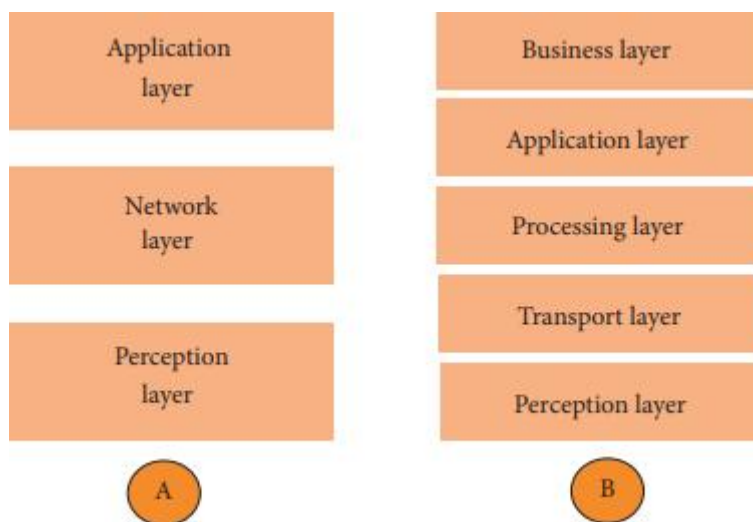 Application
layer
Network
layer
Perception
layer
A
Business layer
Application layer
Processing layer
Transport layer
Perception layer
B